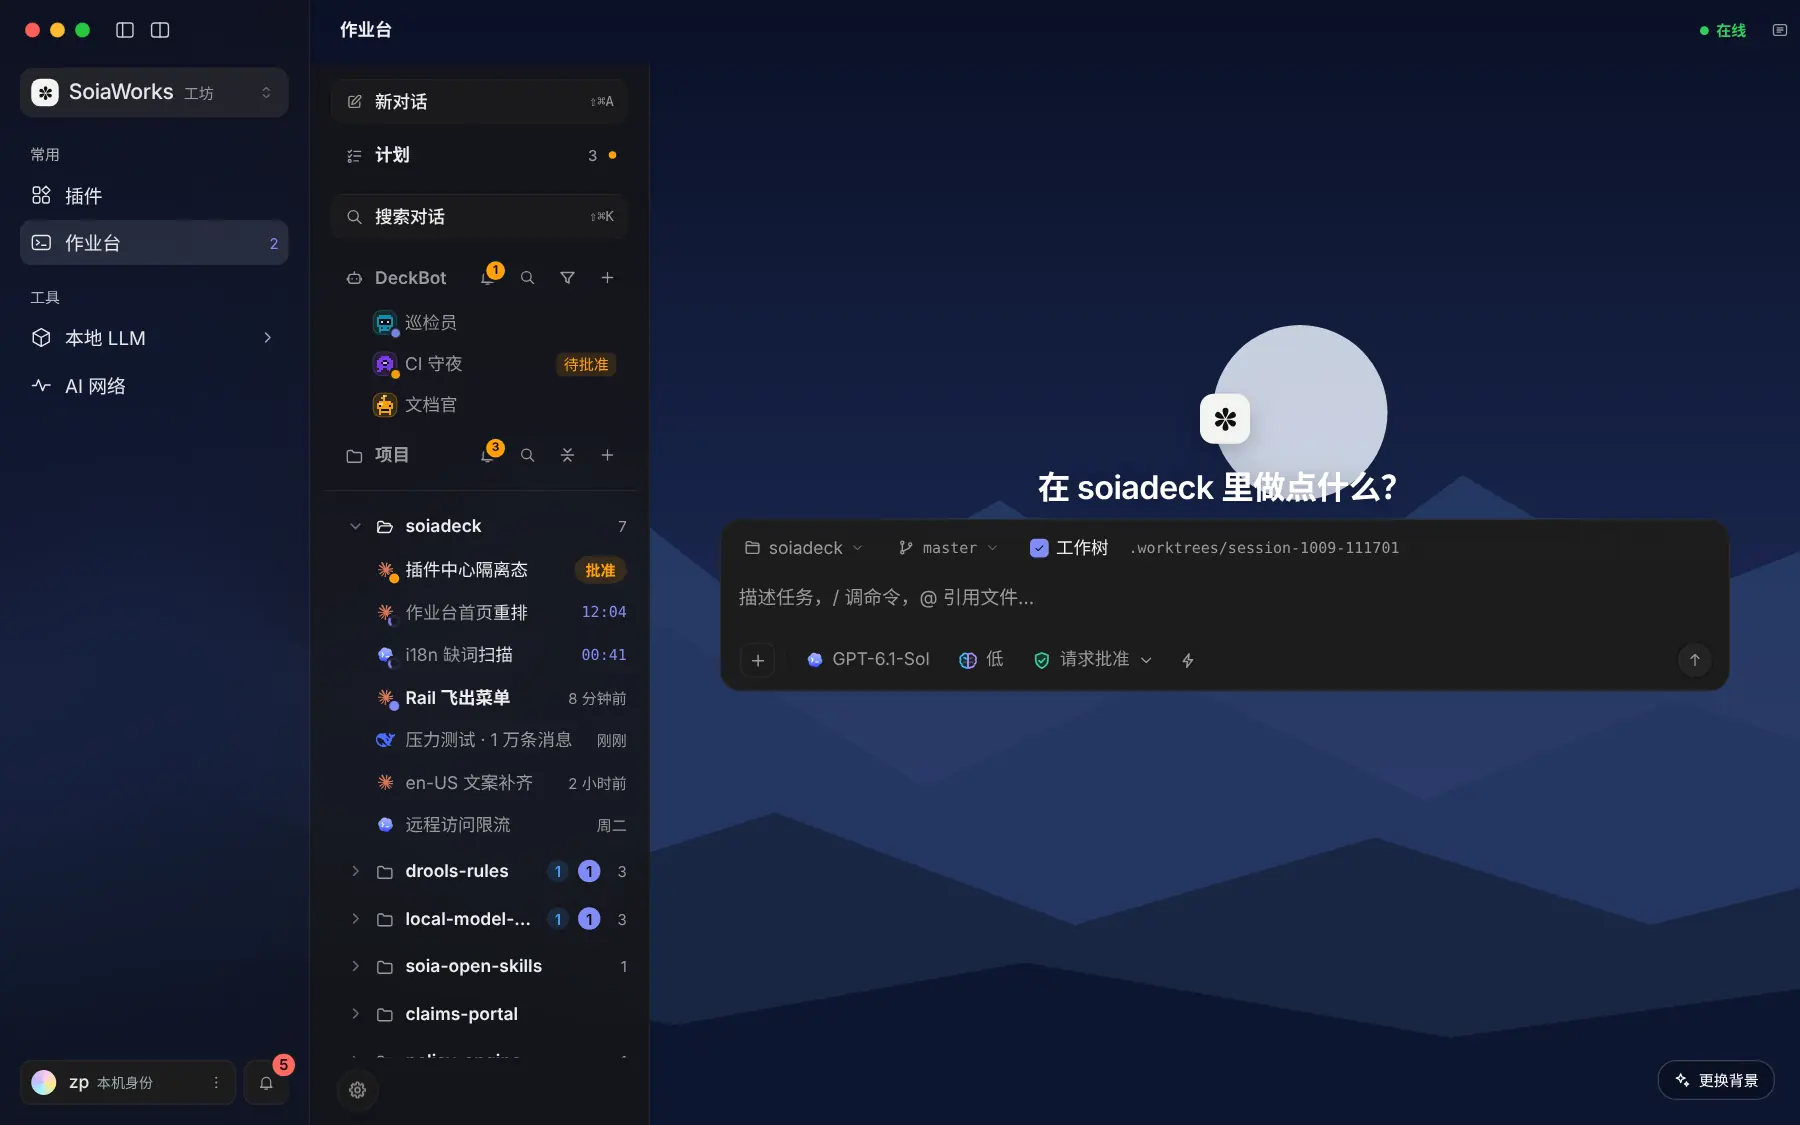 SoiaWorks 工坊
常用
插件
作业台 2
工具
本地 LLM
AI 网络
zp 本机身份
5
作业台
新对话 ⇧⌘A
计划 3
搜索对话 ⇧⌘K
DeckBot 1
巡检员
CI 守夜 待批准
文档官
项目 3
soiadeck 7
插件中心隔离态 批准
作业台首页重排 12:04
i18n 缺词扫描 00:41
Rail 飞出菜单 8 分钟前
压力测试 · 1 万条消息 刚刚
en-US 文案补齐 2 小时前
远程访问限流 周二
drools-rules 1 1 3
local-model-... 1 1 3
soia-open-skills 1
claims-portal
在线
在 soiadeck 里做点什么？
soiadeck master 工作树 .worktrees/session-1009-111701
描述任务，/ 调命令，@ 引用文件...
GPT-6.1-Sol 低 请求批准
更换背景